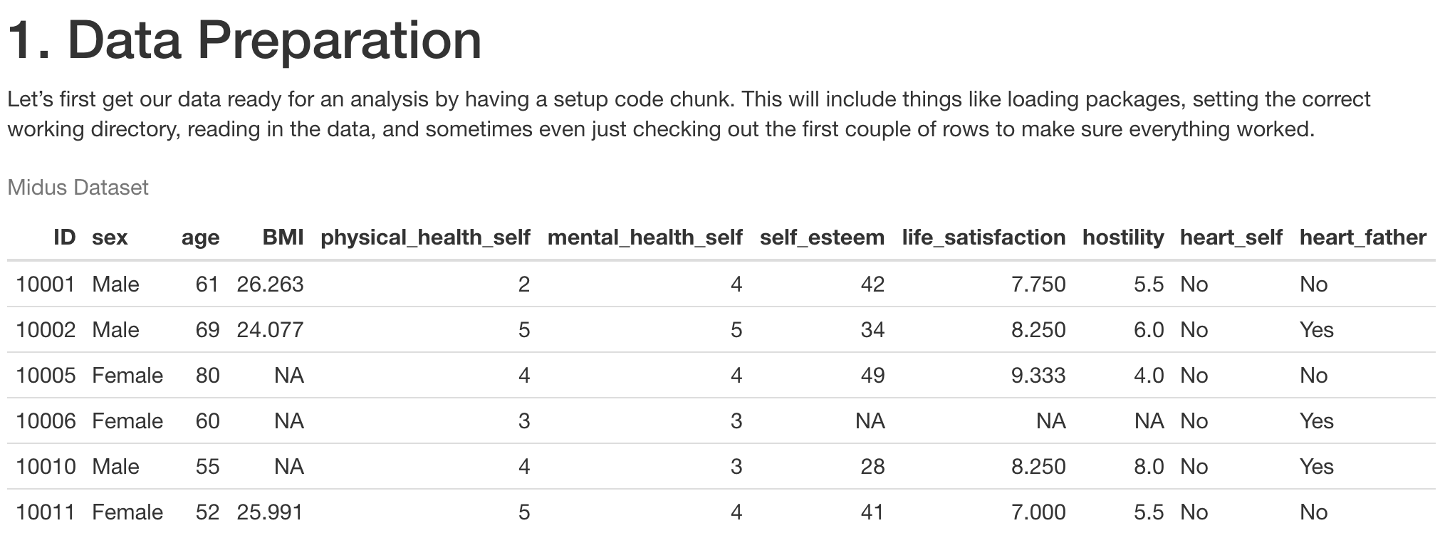 1. Data Preparation
Let’s first get our data ready for an analysis by having a setup code chunk. This will include things like loading packages, setting the correct
working directory, reading in the data, and sometimes even just checking out the first couple of rows to make sure everything worked.
Midus Dataset
ID sex age BMI physical_health_self mental_health_self self_esteem life_satisfaction hostility heart_self heart_father
10001 Male 61 26.263 2 4 42 7.750 5.5 No No
10002 Male 69 24.077 5 5 34 8.250 6.0 No Yes
10005 Female 80 NA 4 4 49 9.333 4.0 No No
10006 Female 60 NA 3 3 NA NA NA No Yes
10010 Male 55 NA 4 3 28 8.250 8.0 No Yes
10011 Female 52 25.991 5 4 41 7.000 5.5 No No